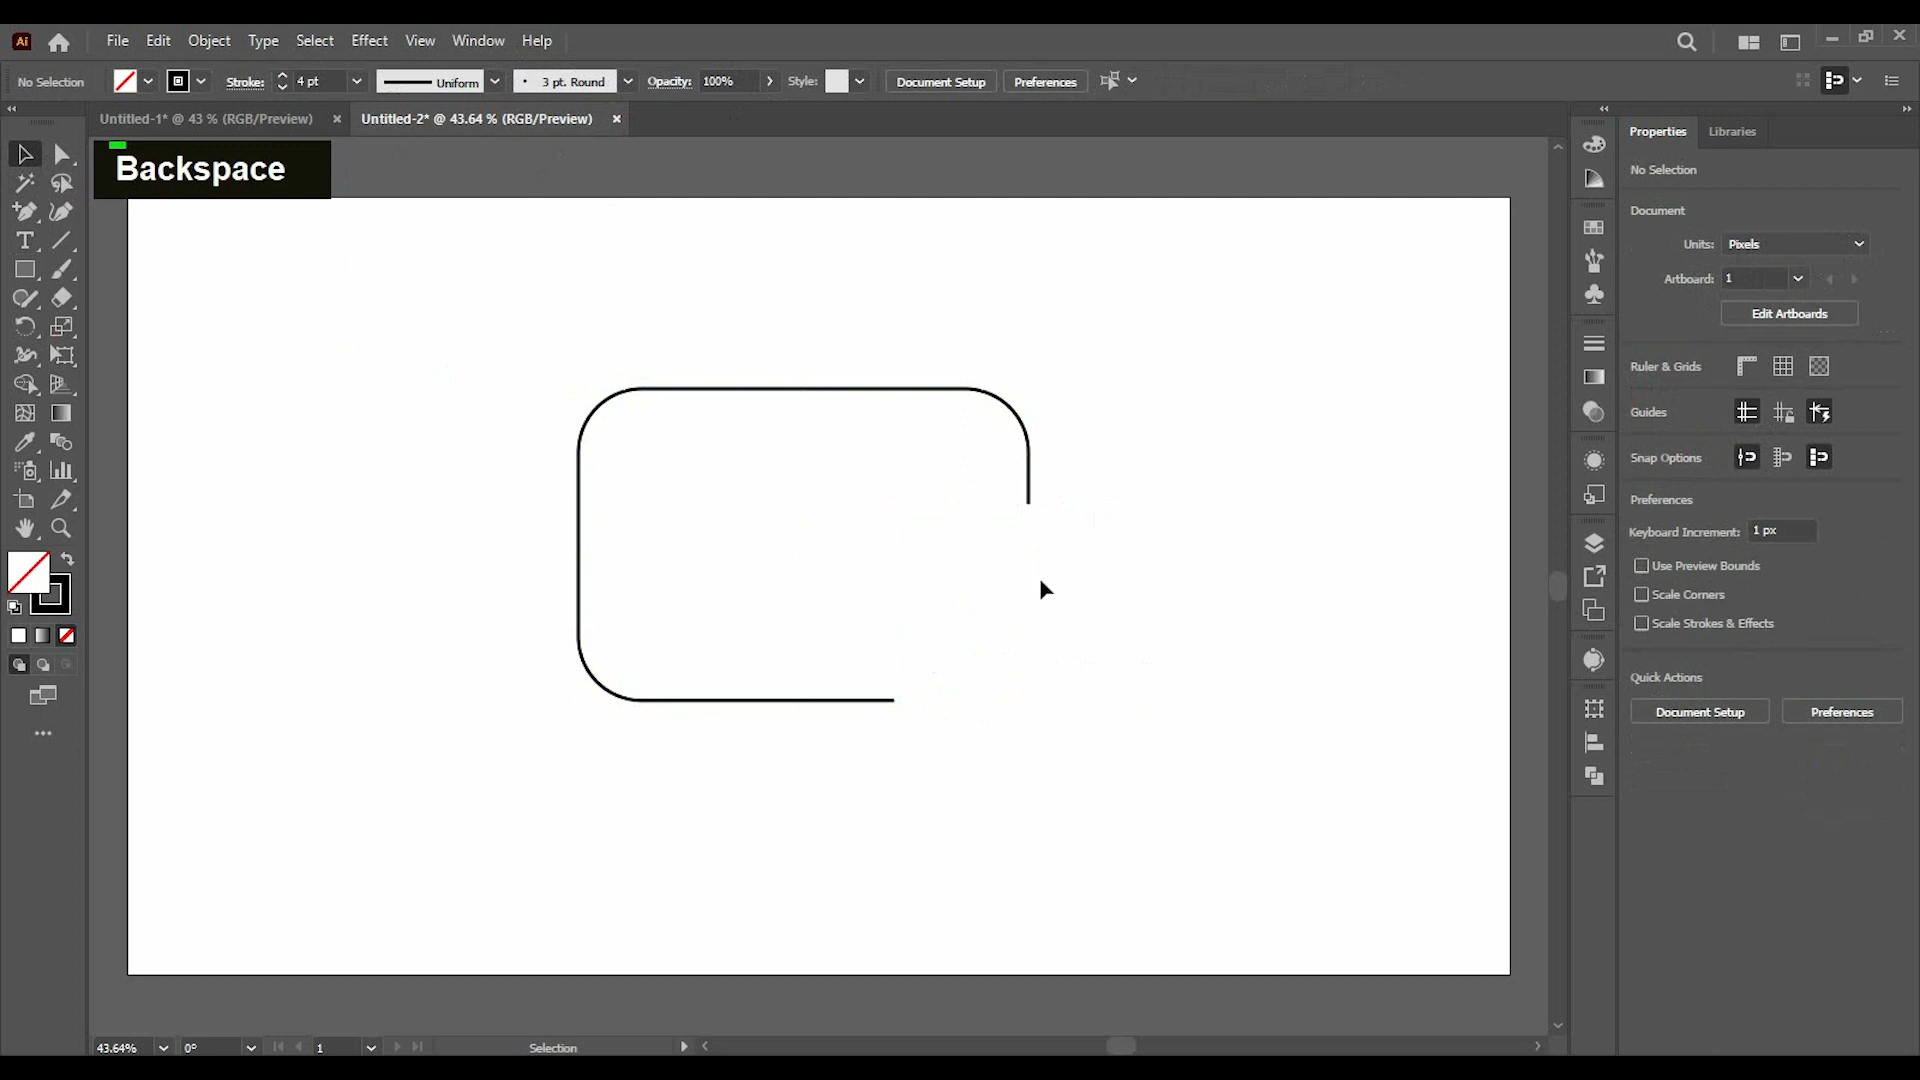 Ai File Edit Object Type Select Effect View Window Help
No Selection Stroke: 4 pt Uniform 3 pt. Round Opacity: 100% Style: Document Setup Preferences
Untitled-1* @ 43 % (RGB/Preview) Untitled-2* @ 43.64 % (RGB/Preview)
Properties Libraries
Backspace
No Selection
Document
Units: Pixels
Artboard: 1
Edit Artboards
Ruler & Grids
Guides
Snap Options
Preferences
Keyboard Increment: 1 px
Use Preview Bounds
Scale Corners
Scale Strokes & Effects
Quick Actions
Document Setup Preferences
43.64% 0° 1 Selection